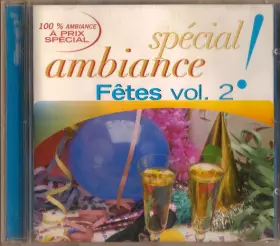 100 % AMBIANCE
À PRIX
SPÉCIAL
spécial
ambiance !
Fêtes vol. 2